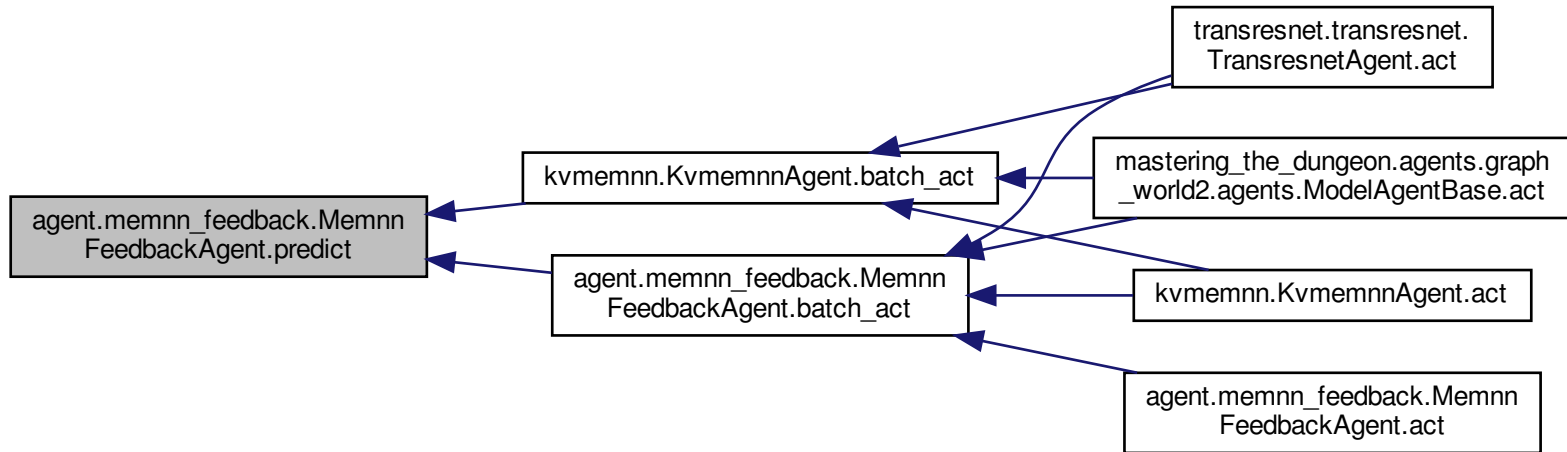 transresnet.transresnet.
TransresnetAgent.act
kvmemnn.KvmemnnAgent.batch_act
mastering_the_dungeon.agents.graph
_world2.agents.ModelAgentBase.act
agent.memnn_feedback.Memnn
FeedbackAgent.predict
agent.memnn_feedback.Memnn
FeedbackAgent.batch_act
kvmemnn.KvmemnnAgent.act
agent.memnn_feedback.Memnn
FeedbackAgent.act